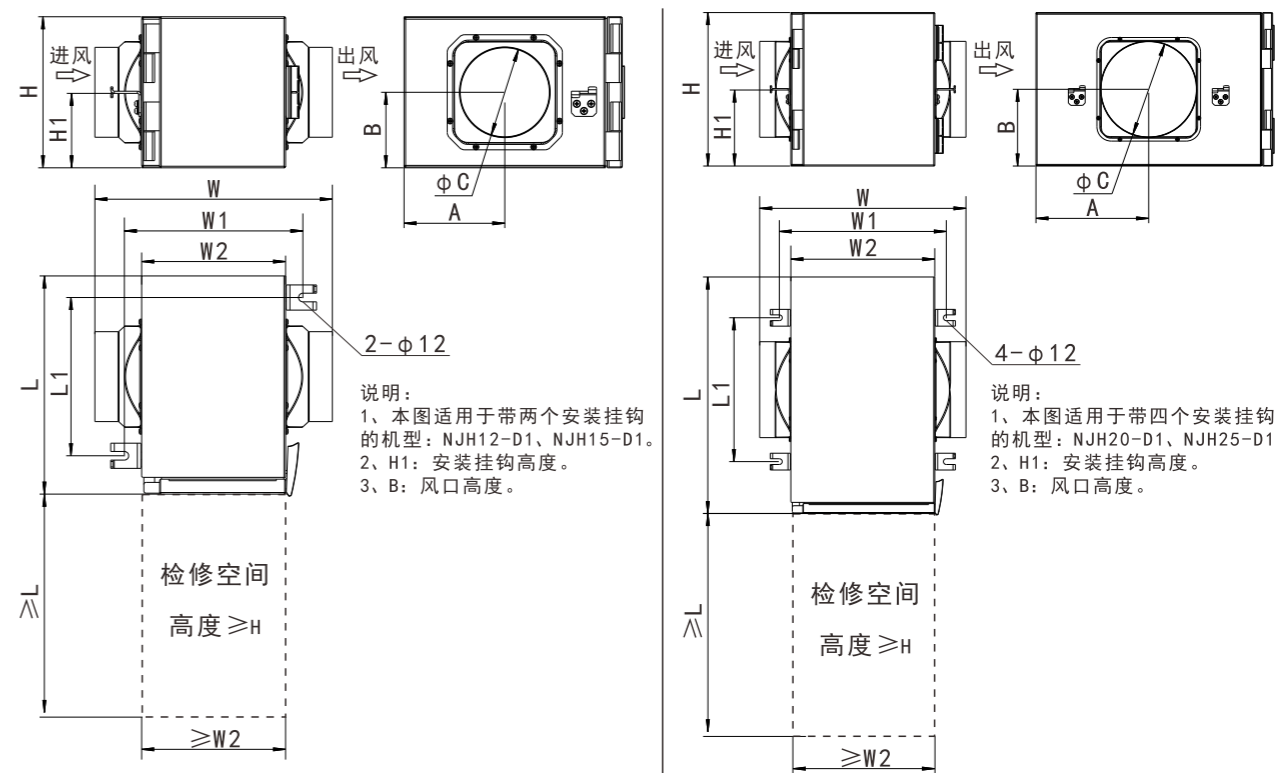 H
进风
H1
出风
B
φC
A
W
W1
W2
L
L1
2-φ12
说明：
1、本图适用于带两个安装挂钩
的机型：NJH12-D1、NJH15-D1。
2、H1：安装挂钩高度。
3、B：风口高度。
≥L
检修空间
高度≥H
≥W2
H
进风
H1
出风
B
φC
A
W
W1
W2
L
L1
4-φ12
说明：
1、本图适用于带四个安装挂钩
的机型：NJH20-D1、NJH25-D1
2、H1：安装挂钩高度。
3、B：风口高度。
≥L
检修空间
高度≥H
≥W2